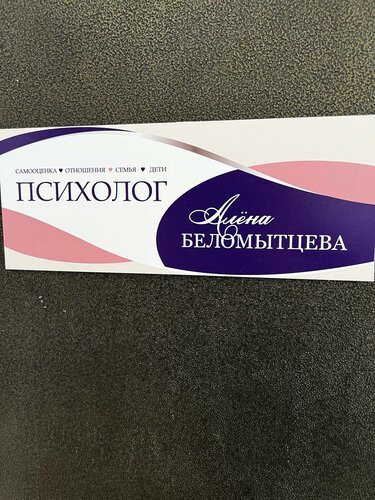 САМООЦЕНКА ♥ ОТНОШЕНИЯ ♥ СЕМЬЯ ♥ ДЕТИ
ПСИХОЛОГ
Алёна
БЕЛОМЫТЦЕВА